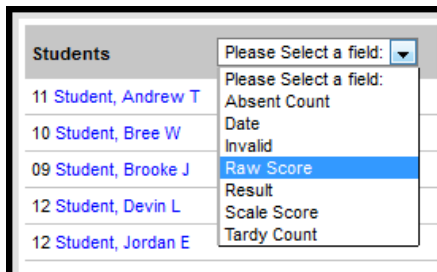 Students
Please Select a field:
Please Select a field:
Absent Count
Date
Invalid
Raw Score
Result
Scale Score
Tardy Count
11 Student, Andrew T
10 Student, Bree W
09 Student, Brooke J
12 Student, Devin L
12 Student, Jordan E